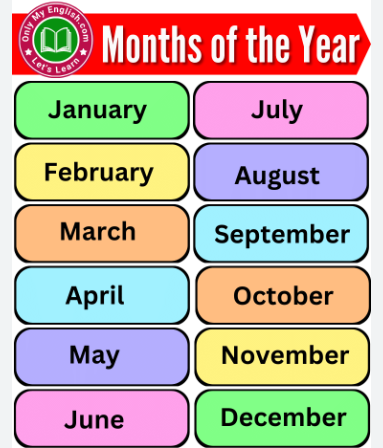 Only My English.com
Let's Learn
Months of the Year
January
February
March
April
May
June
July
August
September
October
November
December